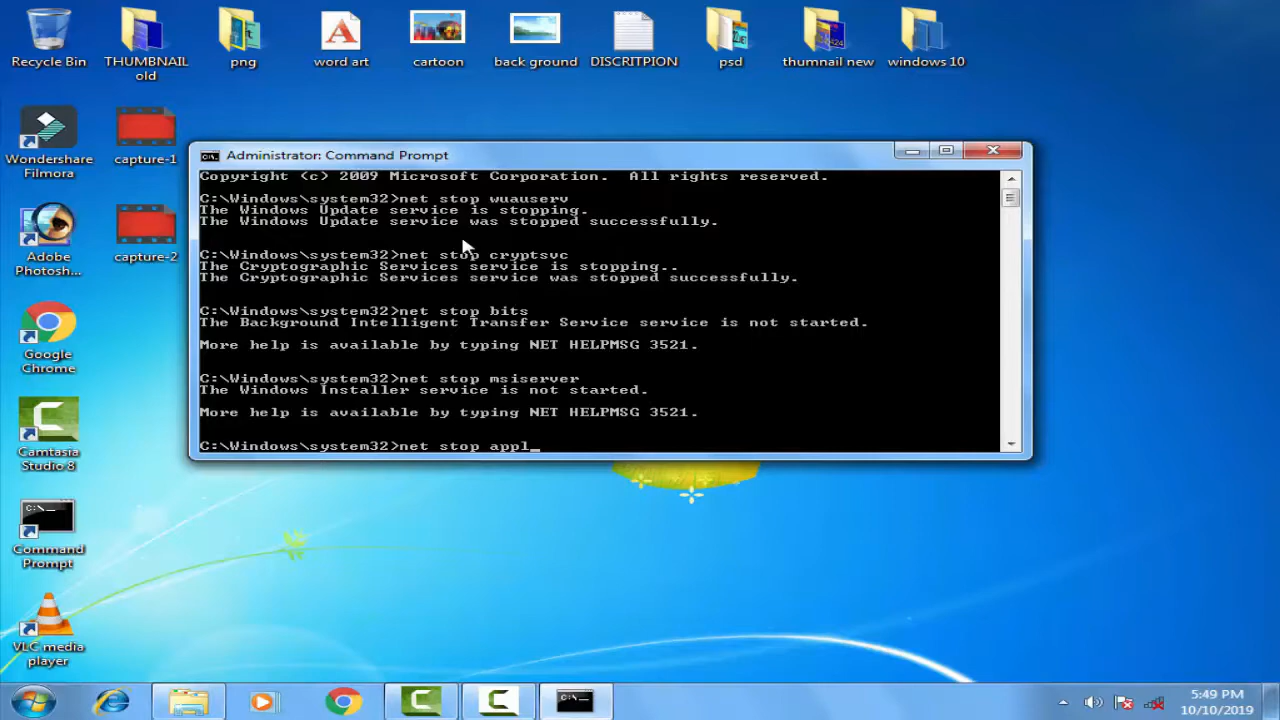 Recycle Bin
THUMBNAIL
old
png
word art
cartoon
back ground
DISCRITPION
psd
thumnail new
windows 10
Wondershare
Filmora
capture-1
Adobe
Photosh...
capture-2
Google
Chrome
Camtasia
Studio 8
Command
Prompt
VLC media
player
Administrator: Command Prompt
Copyright (c) 2009 Microsoft Corporation.  All rights reserved.
C:\Windows\system32>net stop wuauserv
The Windows Update service is stopping.
The Windows Update service was stopped successfully.
C:\Windows\system32>net stop cryptsvc
The Cryptographic Services service is stopping..
The Cryptographic Services service was stopped successfully.
C:\Windows\system32>net stop bits
The Background Intelligent Transfer Service service is not started.
More help is available by typing NET HELPMSG 3521.
C:\Windows\system32>net stop msiserver
The Windows Installer service is not started.
More help is available by typing NET HELPMSG 3521.
C:\Windows\system32>net stop appl_
5:49 PM
10/10/2019